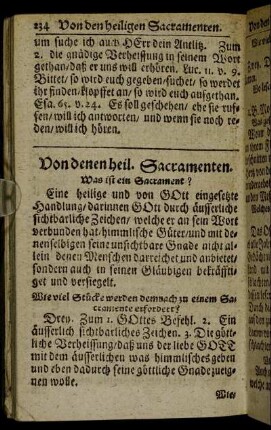 234 Von den heiligen Sacramenten.
um suche ich auch HErr dein Antlitz. Zum
2. die gnädige Verheissung in seinem Wort
gethan/daß er uns will erhören. Luc. 11. v. 9.
Bittet/ so wird euch gegeben/suchet/ so werdet
ihr finden/klopffet an/ so wird euch aufgethan.
Esa. 65. v. 24. Es soll geschehen/ ehe sie ruf-
fen/will ich antworten/ und wenn sie noch re-
den/ will ich hören.
Von denen heil. Sacramenten.
Was ist ein Sacrament?
Eine heilige und von GOtt eingesetzte
Handlung/darinnen GOtt durch äusserliche
sichtbarliche Zeichen/ welche er an sein Wort
verbunden hat/himmlische Güter/und mit de-
nenselbigen seine unsichtbare Gnade nicht al-
lein denen Menschen darreichet und anbietet/
sondern auch in seinen Gläubigen bekräffti-
get und versiegelt.
Wie viel Stücke werden demnach zu einem Sa-
cramente erfordert?
Drey. Zum 1. GOttes Befehl. 2. Ein
äusserlich sichtbarliches Zeichen. 3. Die gött-
liche Verheissung/daß uns der liebe GOTT
mit dem äusserlichen was himmlisches geben
und eben dadurch seine göttliche Gnade zueig-
nen wolle.
Wie/